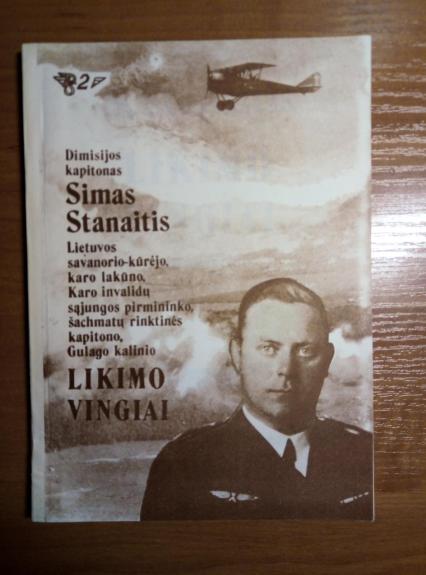 2
Dimisijos
kapitonas
Simas
Stanaitis
Lietuvos
savanorio-kūrėjo,
karo lakūno,
Karo invalidų
sąjungos pirmininko,
šachmatų rinktinės
kapitono,
Gulago kalinio
LIKIMO
VINGIAI